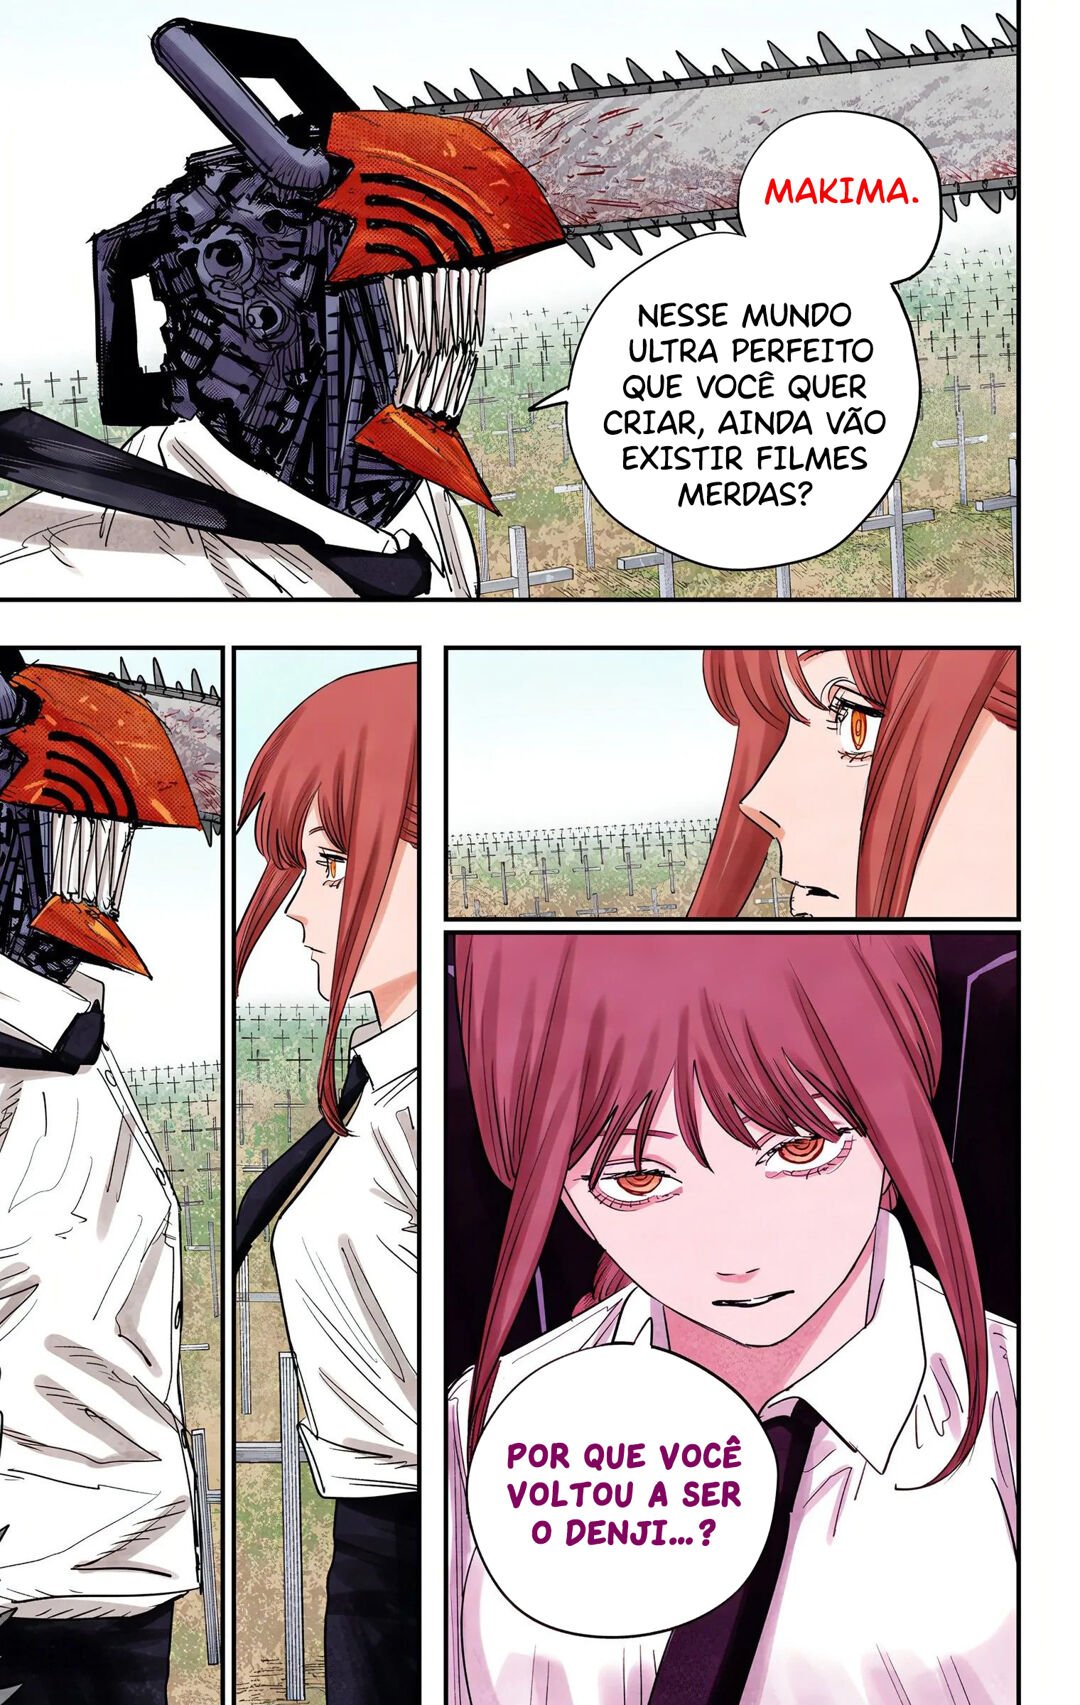 MAKIMA.
NESSE MUNDO
ULTRA PERFEITO
QUE VOCÊ QUER
CRIAR, AINDA VÃO
EXISTIR FILMES
MERDAS?
POR QUE VOCÊ
VOLTOU A SER
O DENJI...?